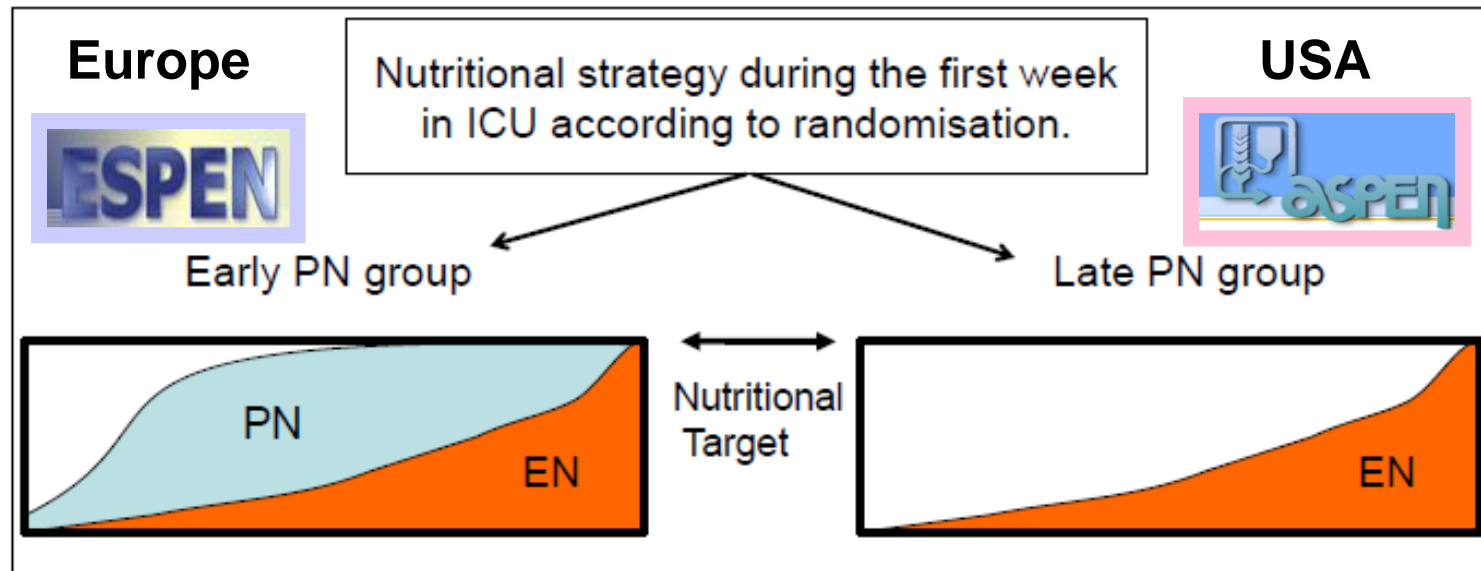 Europe
USA
Nutritional strategy during the first week
in ICU according to randomisation.
ESPEN
ASPEN
Early PN group
Late PN group
PN
EN
Nutritional
Target
EN